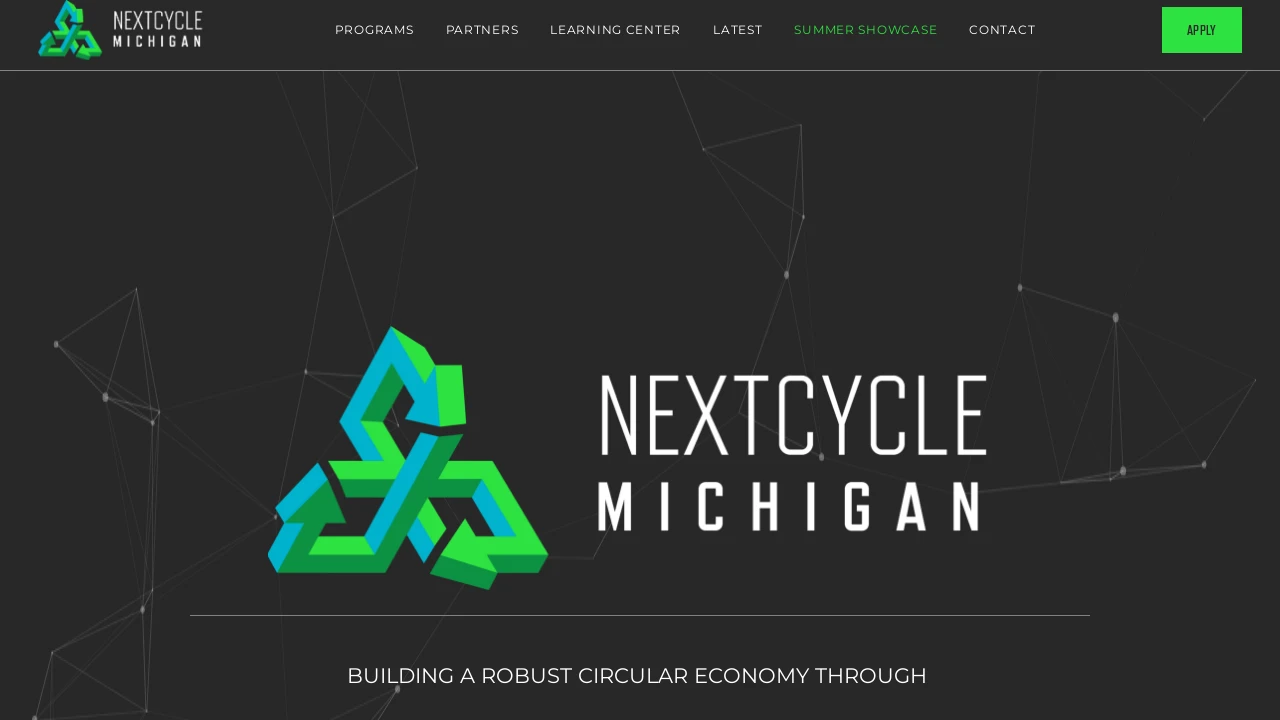 NEXTCYCLE
MICHIGAN
PROGRAMS
PARTNERS
LEARNING CENTER
LATEST
SUMMER SHOWCASE
CONTACT
APPLY
NEXTCYCLE
MICHIGAN
BUILDING A ROBUST CIRCULAR ECONOMY THROUGH